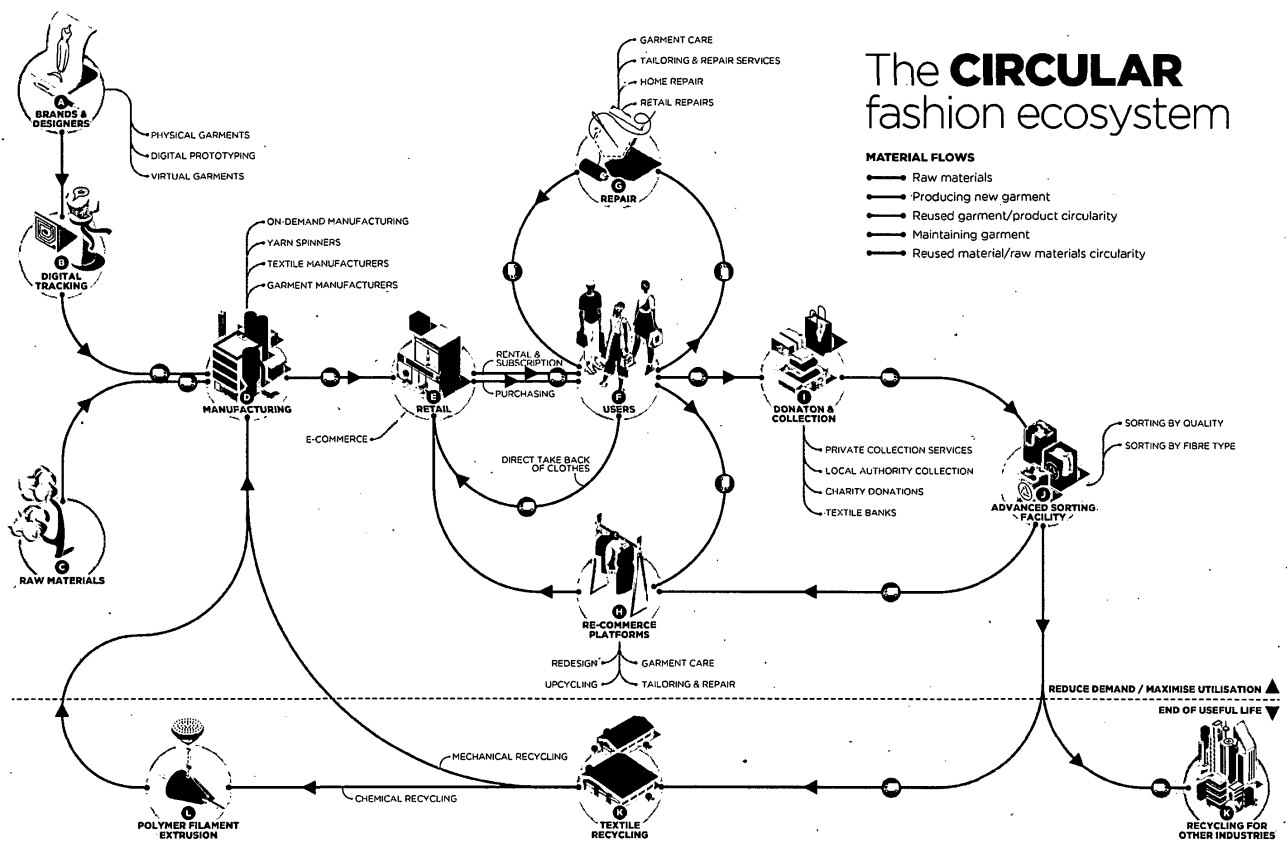 The CIRCULAR
fashion ecosystem
MATERIAL FLOWS
Raw materials
Producing new garment
Reused garment/product circularity
Maintaining garment
Reused material/raw materials circularity
A
BRANDS &
DESIGNERS
PHYSICAL GARMENTS
DIGITAL PROTOTYPING
VIRTUAL GARMENTS
B
DIGITAL
TRACKING
C
RAW MATERIALS
ON-DEMAND MANUFACTURING
YARN SPINNERS
TEXTILE MANUFACTURERS
GARMENT MANUFACTURERS
D
MANUFACTURING
E
RETAIL
E-COMMERCE
RENTAL &
SUBSCRIPTION
PURCHASING
F
USERS
DIRECT TAKE BACK
OF CLOTHES
GARMENT CARE
TAILORING & REPAIR SERVICES
HOME REPAIR
RETAIL REPAIRS
G
REPAIR
H
RE-COMMERCE
PLATFORMS
REDESIGN
GARMENT CARE
UPCYCLING
TAILORING & REPAIR
I
DONATON &
COLLECTION
PRIVATE COLLECTION SERVICES
LOCAL AUTHORITY COLLECTION
CHARITY DONATIONS
TEXTILE BANKS
SORTING BY QUALITY
SORTING BY FIBRE TYPE
J
ADVANCED SORTING
FACILITY
REDUCE DEMAND / MAXIMISE UTILISATION
END OF USEFUL LIFE
MECHANICAL RECYCLING
CHEMICAL RECYCLING
L
POLYMER FILAMENT
EXTRUSION
K
TEXTILE
RECYCLING
K
RECYCLING FOR
OTHER INDUSTRIES